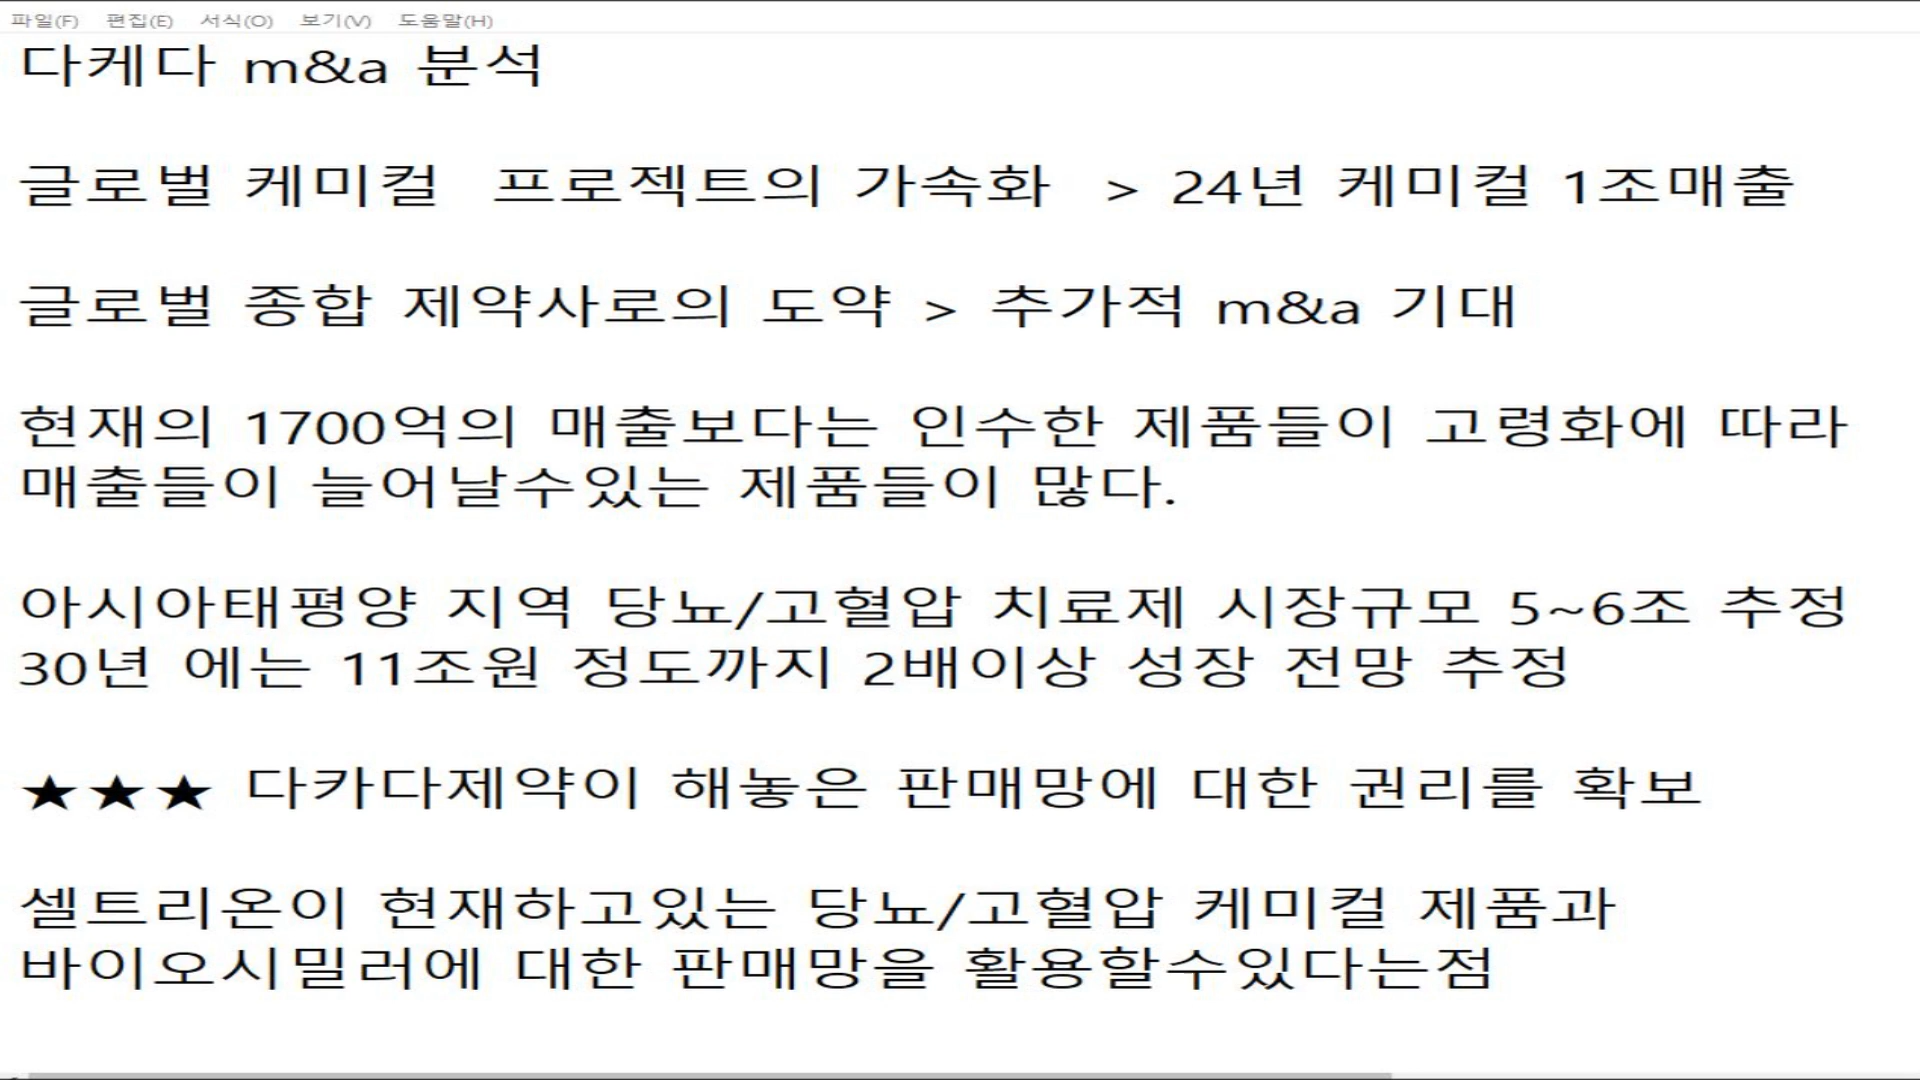 파일(F) 편집(E) 서식(O) 보기(V) 도움말(H)
다케다 m&a 분석
글로벌 케미컬  프로젝트의 가속화  > 24년 케미컬 1조매출
글로벌 종합 제약사로의 도약 > 추가적 m&a 기대
현재의 1700억의 매출보다는 인수한 제품들이 고령화에 따라
매출들이 늘어날수있는 제품들이 많다.
아시아태평양 지역 당뇨/고혈압 치료제 시장규모 5~6조 추정
30년 에는 11조원 정도까지 2배이상 성장 전망 추정
★★★ 다카다제약이 해놓은 판매망에 대한 권리를 확보
셀트리온이 현재하고있는 당뇨/고혈압 케미컬 제품과
바이오시밀러에 대한 판매망을 활용할수있다는점